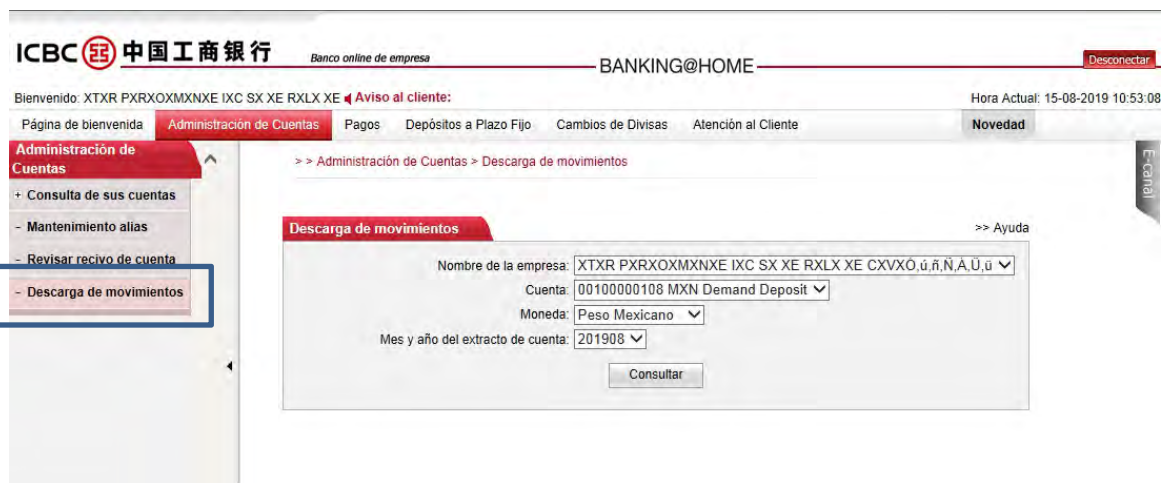 ICBC 中国工商银行 Banco online de empresa BANKING@HOME Desconectar
Bienvenido: XTXR PXRXOXMXNXE IXC SX XE RXLX XE Aviso al cliente: Hora Actual: 15-08-2019 10:53:08
Página de bienvenida Administración de Cuentas Pagos Depósitos a Plazo Fijo Cambios de Divisas Atención al Cliente Novedad
Administración de
Cuentas
+ Consulta de sus cuentas
- Mantenimiento alias
- Revisar recivo de cuenta
- Descarga de movimientos
> > Administración de Cuentas > Descarga de movimientos
E-canal
Descarga de movimientos >> Ayuda
Nombre de la empresa: XTXR PXRXOXMXNXE IXC SX XE RXLX XE CXVXÓ,ú,ñ,Ñ,Á,Ü,ü
Cuenta: 00100000108 MXN Demand Deposit
Moneda: Peso Mexicano
Mes y año del extracto de cuenta: 201908
Consultar